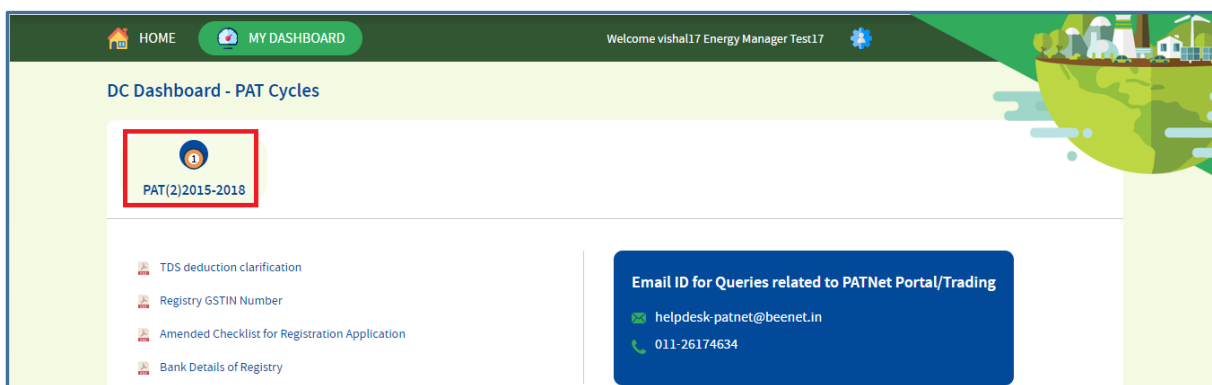 HOME
MY DASHBOARD
Welcome vishal17 Energy Manager Test17
DC Dashboard - PAT Cycles
1
PAT(2)2015-2018
TDS deduction clarification
Registry GSTIN Number
Amended Checklist for Registration Application
Bank Details of Registry
Email ID for Queries related to PATNet Portal/Trading
helpdesk-patnet@beenet.in
011-26174634